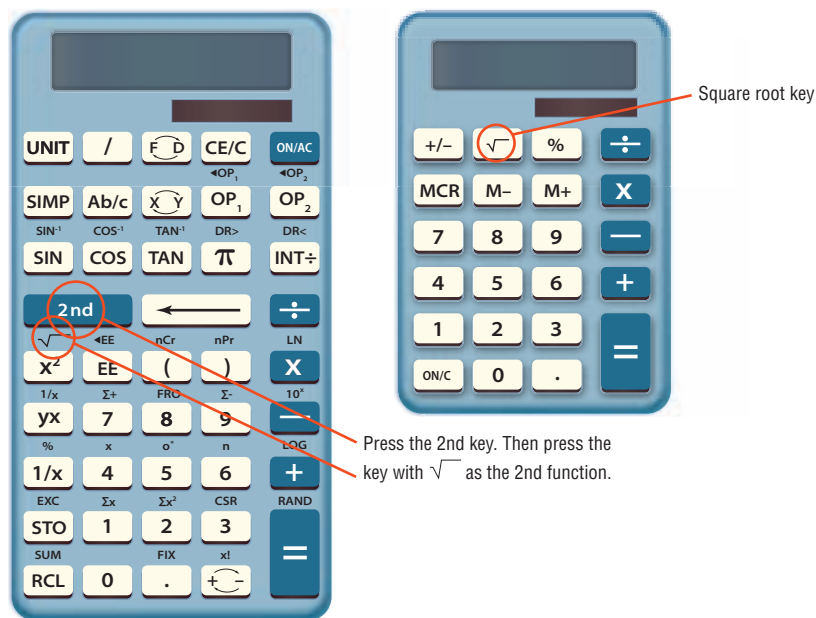 UNIT / F D CE/C ON/AC
◄OP₁ ◄OP₂
SIMP Ab/c X Y OP₁ OP₂
SIN⁻¹ COS⁻¹ TAN⁻¹ DR> DR<
SIN COS TAN π INT÷
2nd ← ÷
√ ◄EE nCr nPr LN
x² EE ( ) X
1/x Σ+ FRO Σ- 10ˣ
yx 7 8 9 —
% x o˚ n LOG
1/x 4 5 6 +
EXC Σx Σx² CSR RAND
STO 1 2 3 =
SUM FIX x!
RCL 0 . + −
Square root key
+/− √ % ÷
MCR M− M+ X
7 8 9 —
4 5 6 +
1 2 3 =
ON/C 0 .
Press the 2nd key. Then press the
key with √ as the 2nd function.